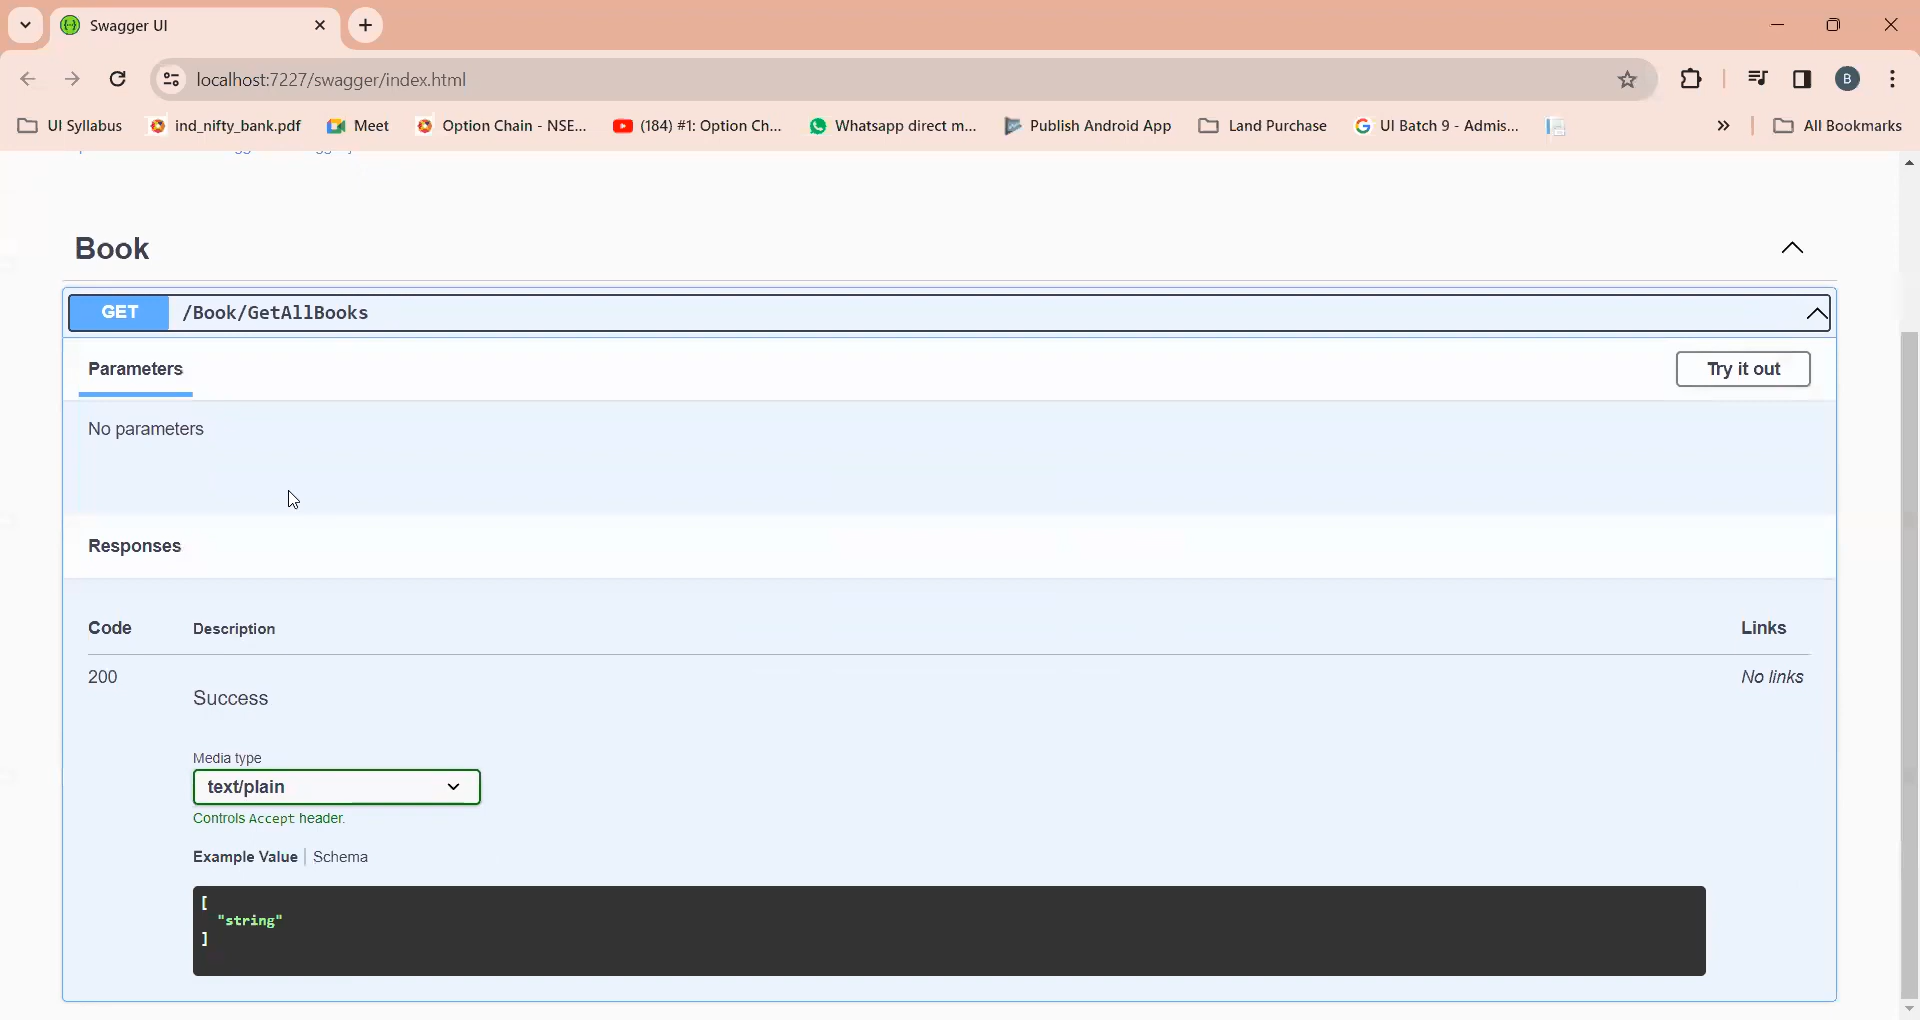 Swagger UI
localhost:7227/swagger/index.html
B
UI Syllabus
ind_nifty_bank.pdf
Meet
Option Chain - NSE...
(184) #1: Option Ch...
Whatsapp direct m...
Publish Android App
Land Purchase
UI Batch 9 - Admis...
All Bookmarks
Book
GET /Book/GetAllBooks
Parameters
Try it out
No parameters
Responses
Code Description Links
200 No links
Success
Media type
text/plain
Controls Accept header.
Example Value Schema
[
"string"
]